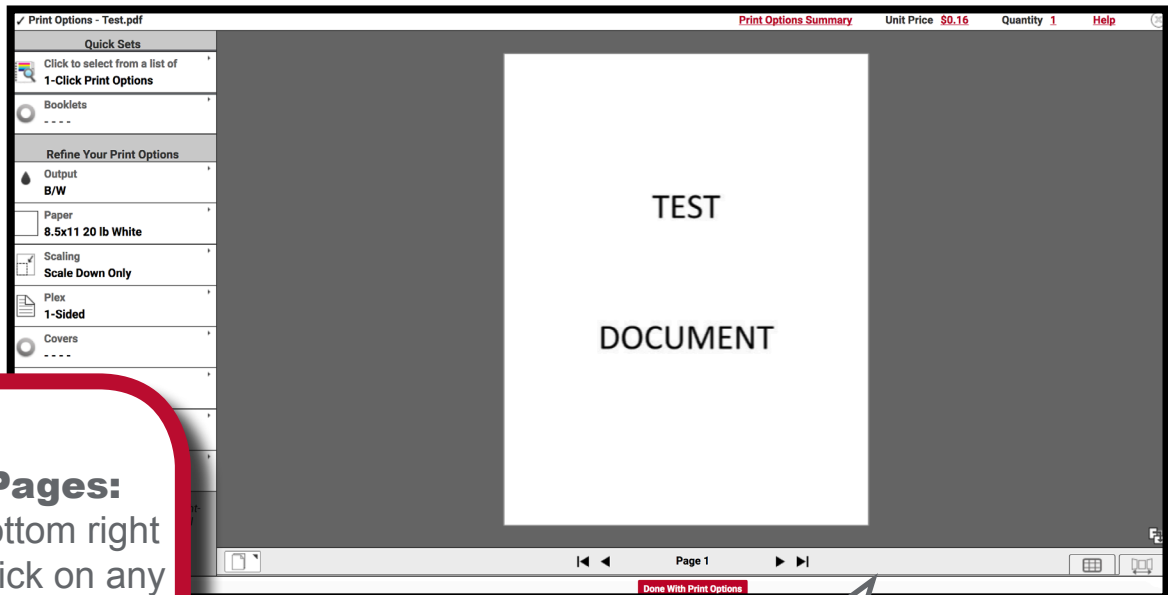 ✓ Print Options - Test.pdf
Print Options Summary Unit Price $0.16 Quantity 1 Help
Quick Sets
Click to select from a list of
1-Click Print Options
Booklets
- - - -
Refine Your Print Options
Output
B/W
Paper
8.5x11 20 lb White
Scaling
Scale Down Only
Plex
1-Sided
Covers
- - - -
TEST
DOCUMENT
Pages:
ottom right
ick on any
Page 1
Done With Print Options